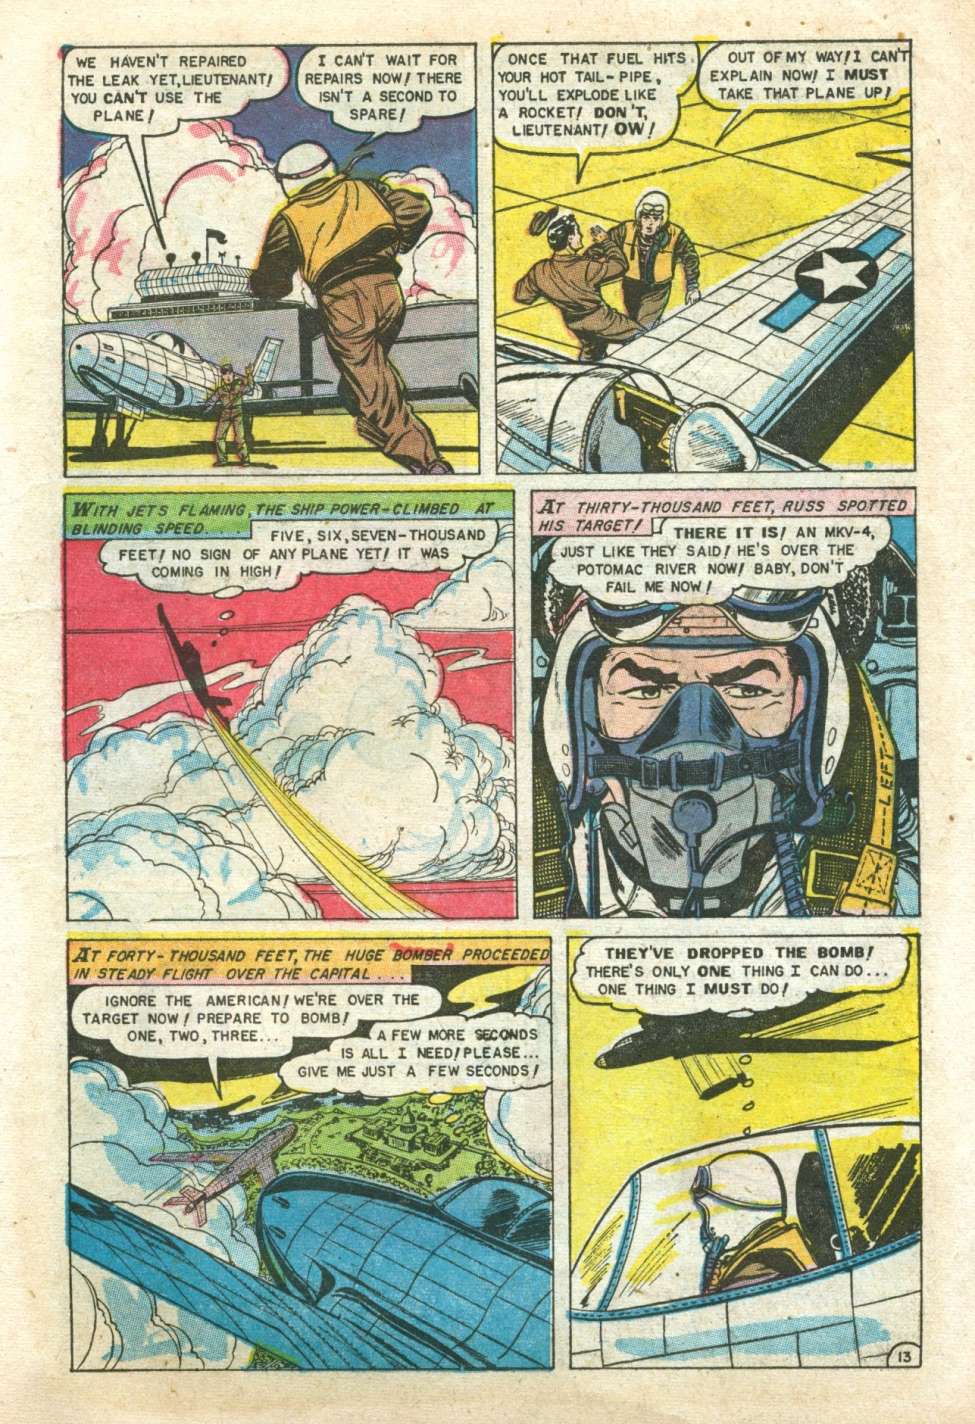 WE HAVEN'T REPAIRED
THE LEAK YET, LIEUTENANT!
YOU CAN'T USE THE
PLANE!
I CAN'T WAIT FOR
REPAIRS NOW! THERE
ISN'T A SECOND TO
SPARE!
ONCE THAT FUEL HITS
YOUR HOT TAIL-PIPE,
YOU'LL EXPLODE LIKE
A ROCKET! DON'T,
LIEUTENANT! OW!
OUT OF MY WAY! I CAN'T
EXPLAIN NOW! I MUST
TAKE THAT PLANE UP!
WITH JETS FLAMING, THE SHIP POWER-CLIMBED AT
BLINDING SPEED....
FIVE, SIX, SEVEN-THOUSAND
FEET! NO SIGN OF ANY PLANE YET! IT WAS
COMING IN HIGH!
AT THIRTY-THOUSAND FEET, RUSS SPOTTED
HIS TARGET!
THERE IT IS! AN MKV-4,
JUST LIKE THEY SAID! HE'S OVER THE
POTOMAC RIVER NOW! BABY, DON'T
FAIL ME NOW!
LEFT
AT FORTY-THOUSAND FEET, THE HUGE BOMBER PROCEEDED
IN STEADY FLIGHT OVER THE CAPITAL...
IGNORE THE AMERICAN! WE'RE OVER THE
TARGET NOW! PREPARE TO BOMB!
ONE, TWO, THREE...
A FEW MORE SECONDS
IS ALL I NEED! PLEASE...
GIVE ME JUST A FEW SECONDS!
THEY'VE DROPPED THE BOMB!
THERE'S ONLY ONE THING I CAN DO...
ONE THING I MUST DO!
13